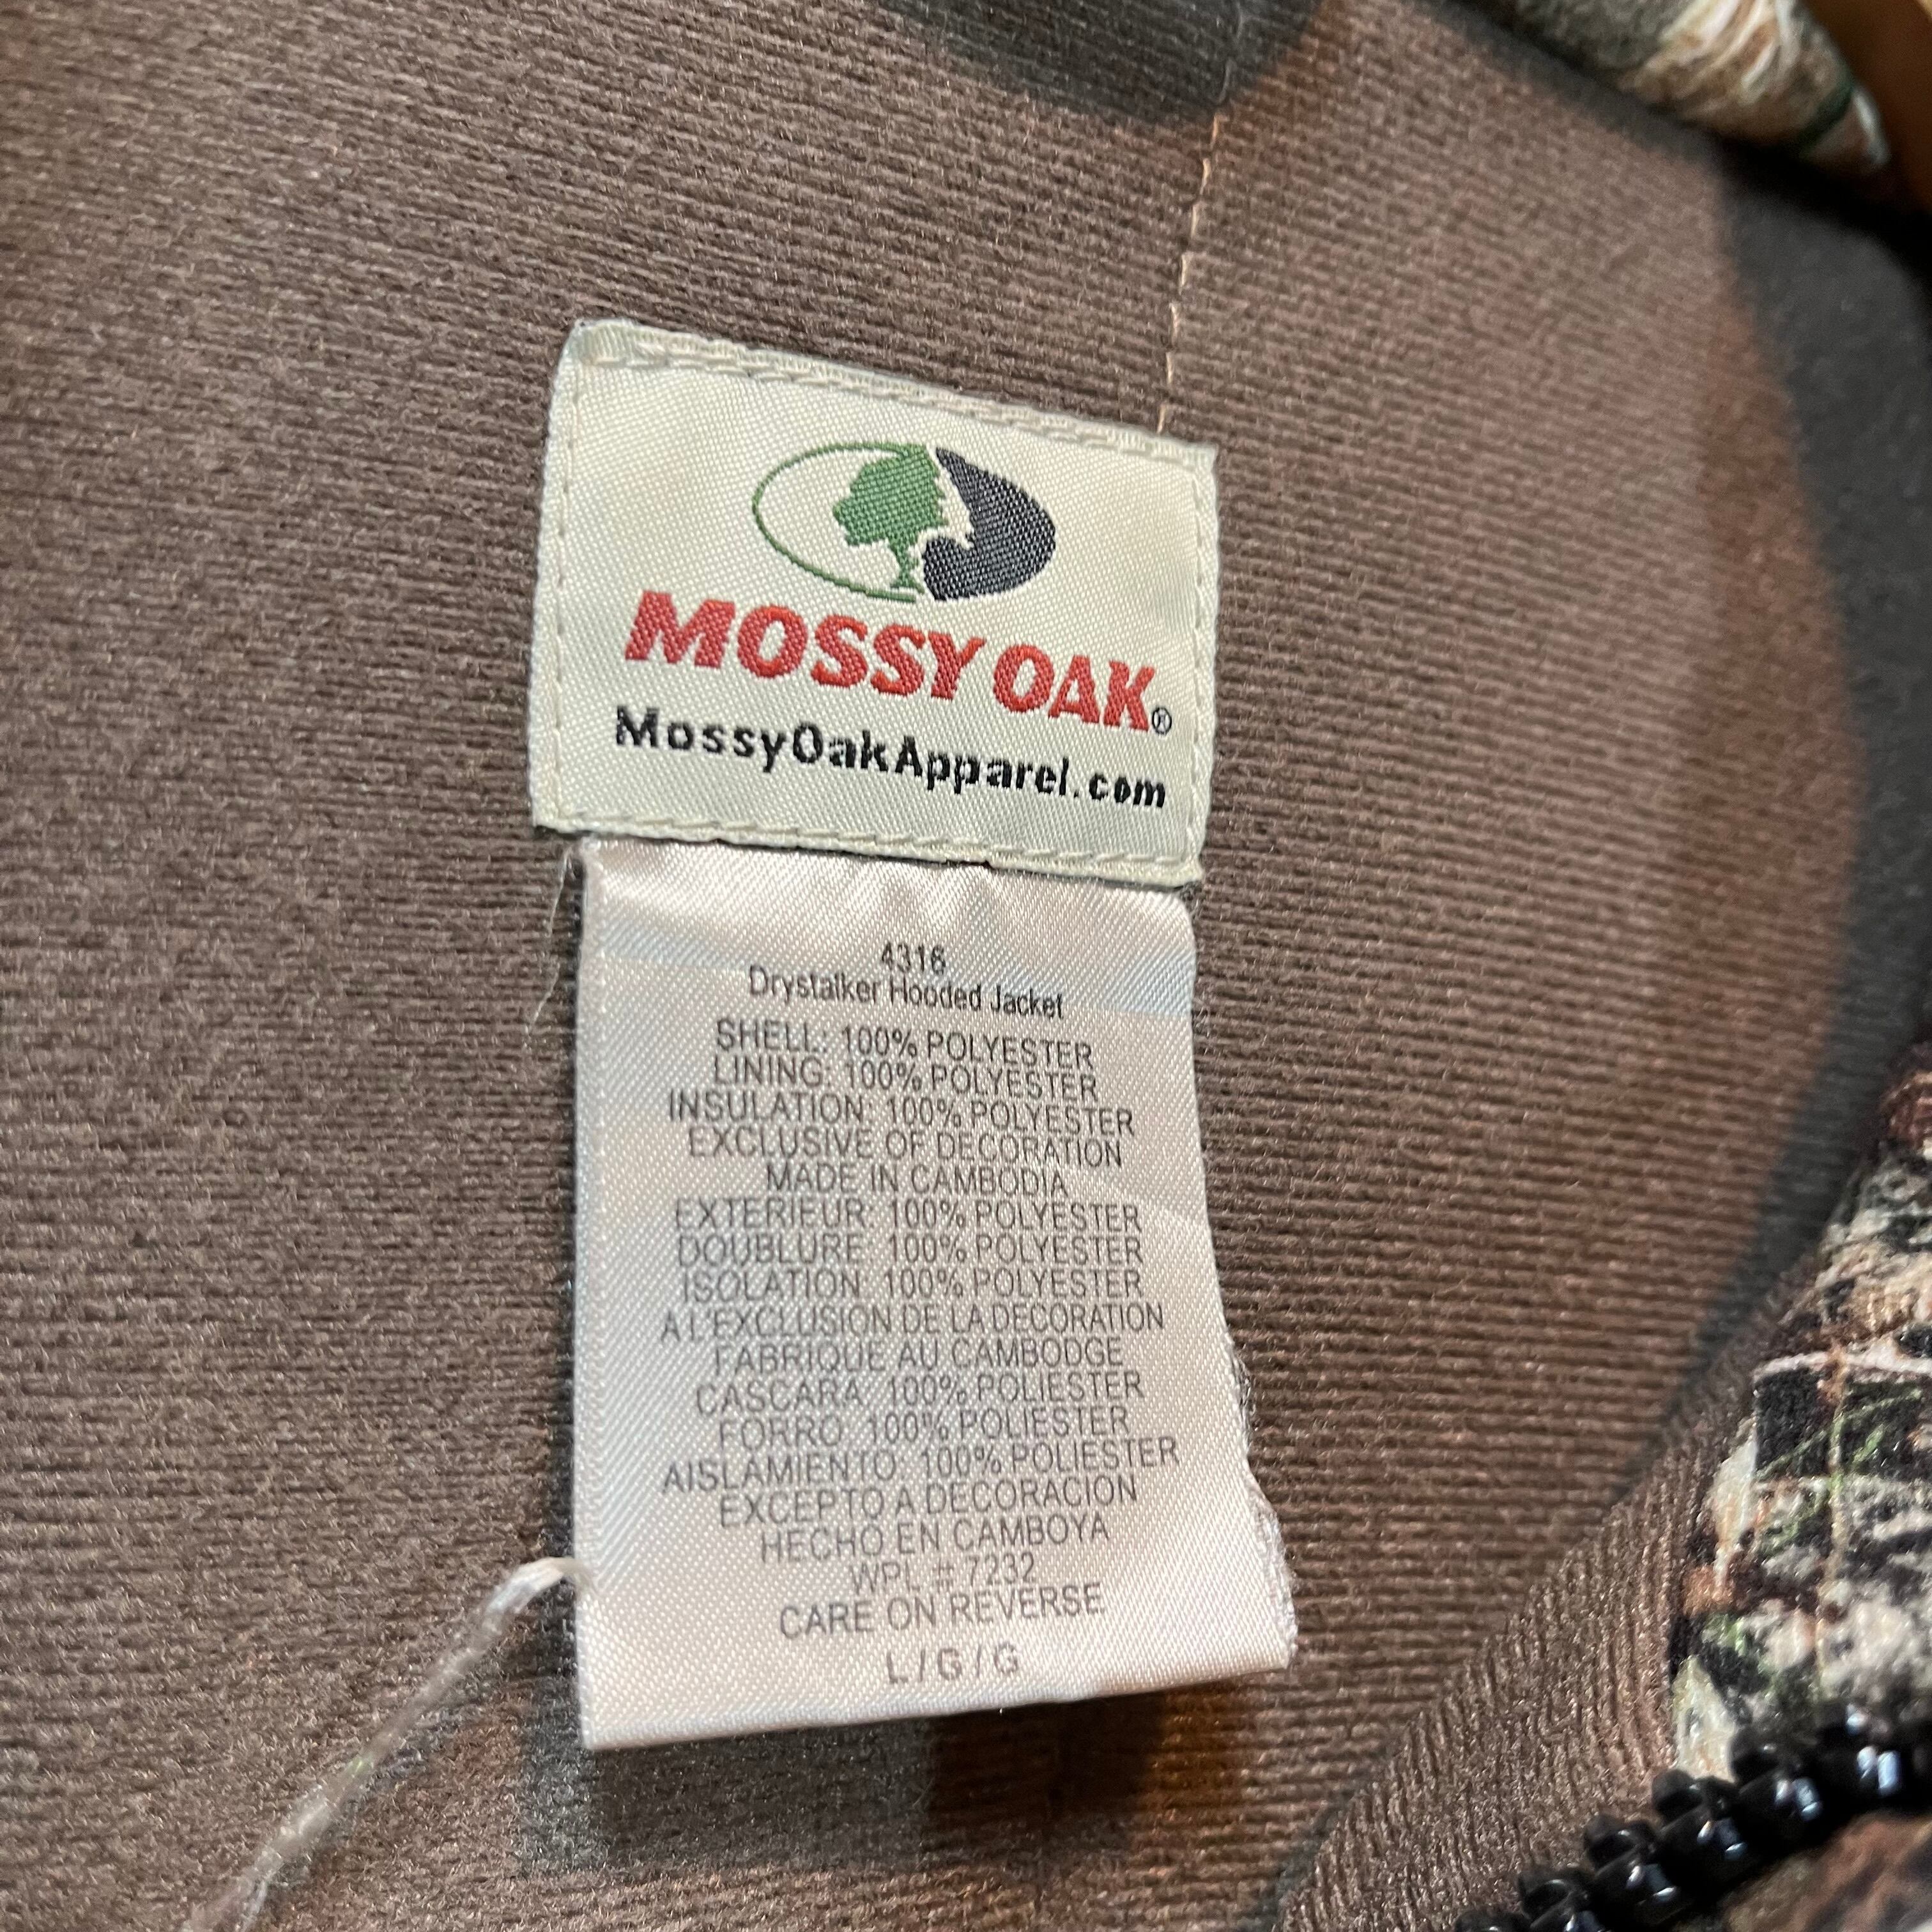 MOSSY OAK®
MossyOakApparel.com
4316
Drystalker Hooded Jacket
SHELL: 100% POLYESTER
LINING: 100% POLYESTER
INSULATION: 100% POLYESTER
EXCLUSIVE OF DECORATION
MADE IN CAMBODIA
EXTERIEUR: 100% POLYESTER
DOUBLURE: 100% POLYESTER
ISOLATION: 100% POLYESTER
A L'EXCLUSION DE LA DECORATION
FABRIQUE AU CAMBODGE
CASCARA: 100% POLIESTER
FORRO: 100% POLIESTER
AISLAMIENTO: 100% POLIESTER
EXCEPTO A DECORACION
HECHO EN CAMBOYA
WPL # 7232
CARE ON REVERSE
L/G/G